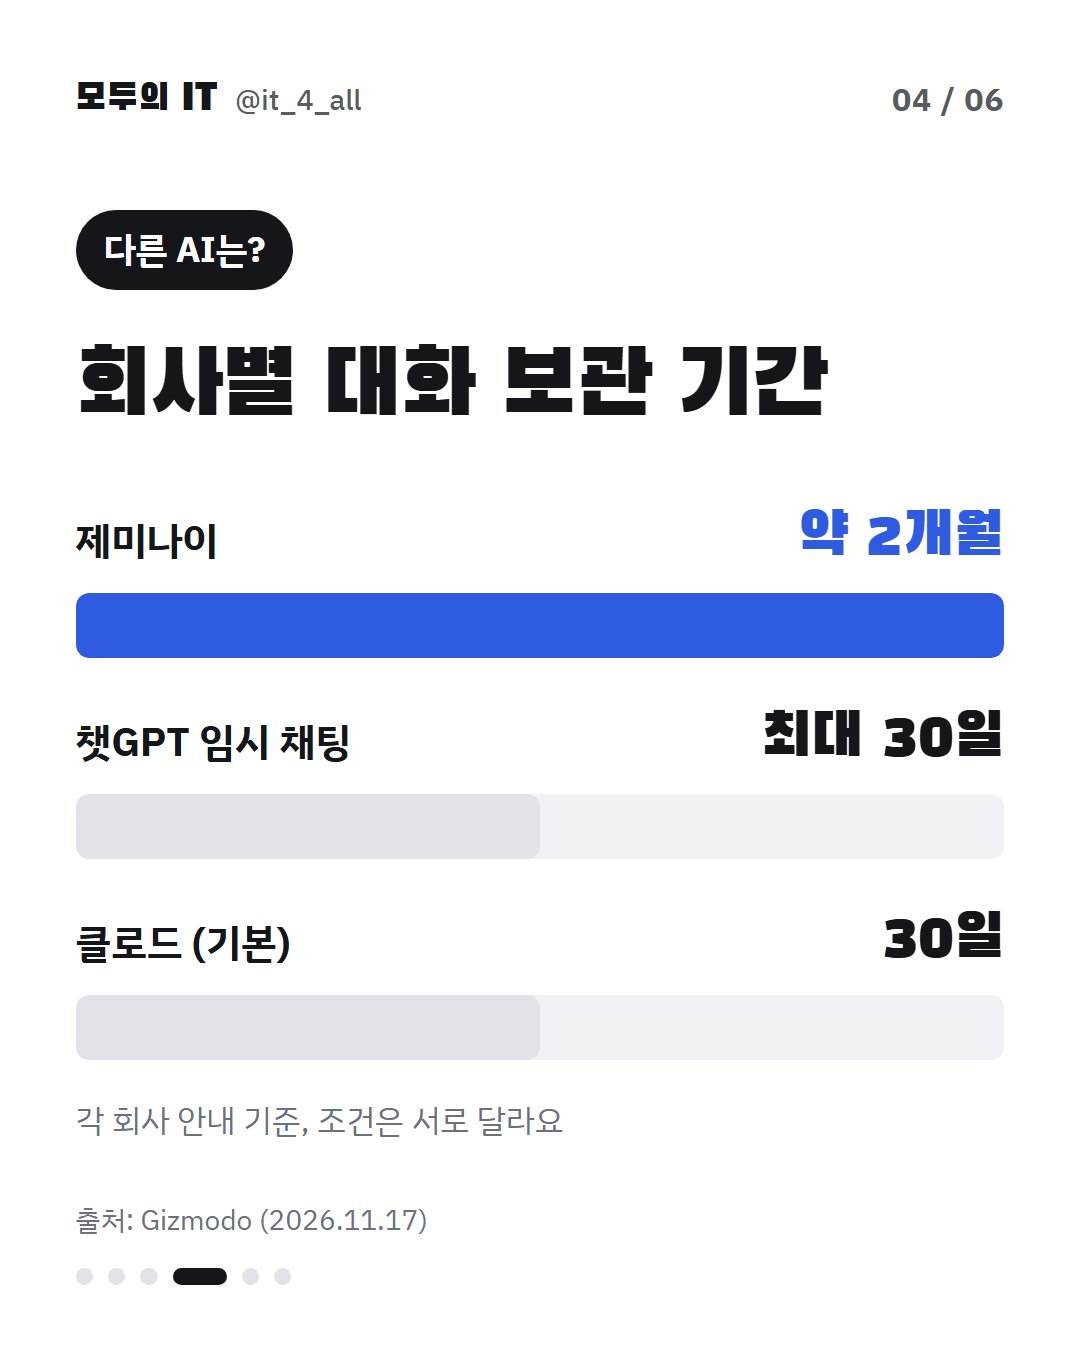 모두의 IT @it_4_all
04 / 06
다른 AI는?
회사별 대화 보관 기간
제미나이
약 2개월
챗GPT 임시 채팅
최대 30일
클로드 (기본)
30일
각 회사 안내 기준, 조건은 서로 달라요
출처: Gizmodo (2026.11.17)